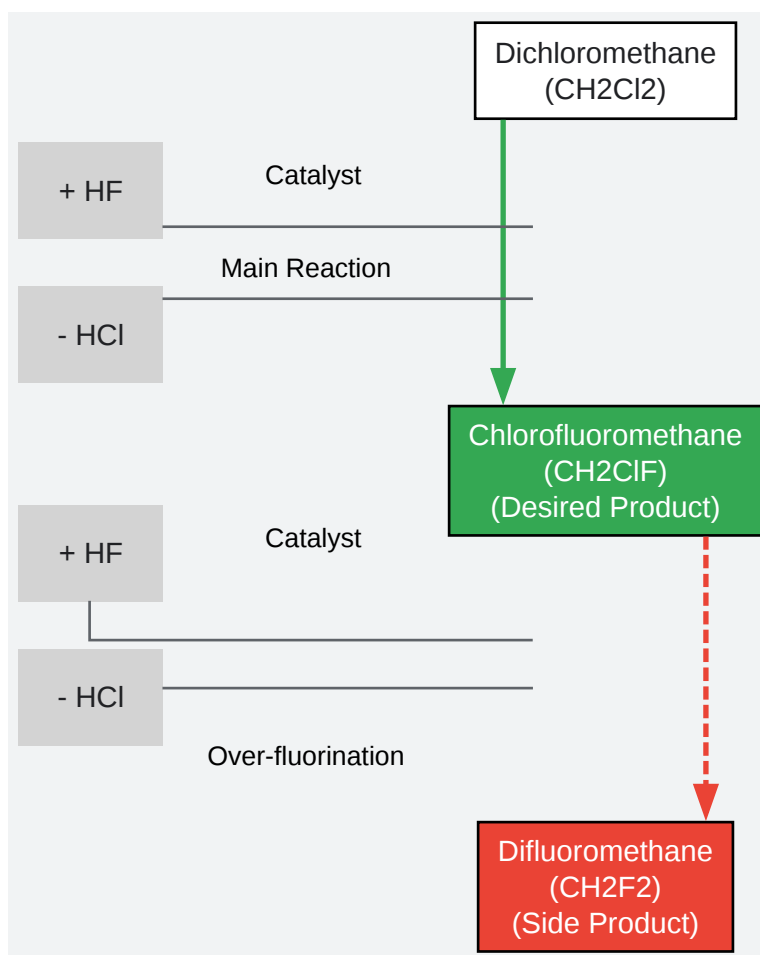 Dichloromethane
(CH2Cl2)
+ HF
Catalyst
Main Reaction
- HCl
Chlorofluoromethane
(CH2ClF)
(Desired Product)
+ HF
Catalyst
- HCl
Over-fluorination
Difluoromethane
(CH2F2)
(Side Product)